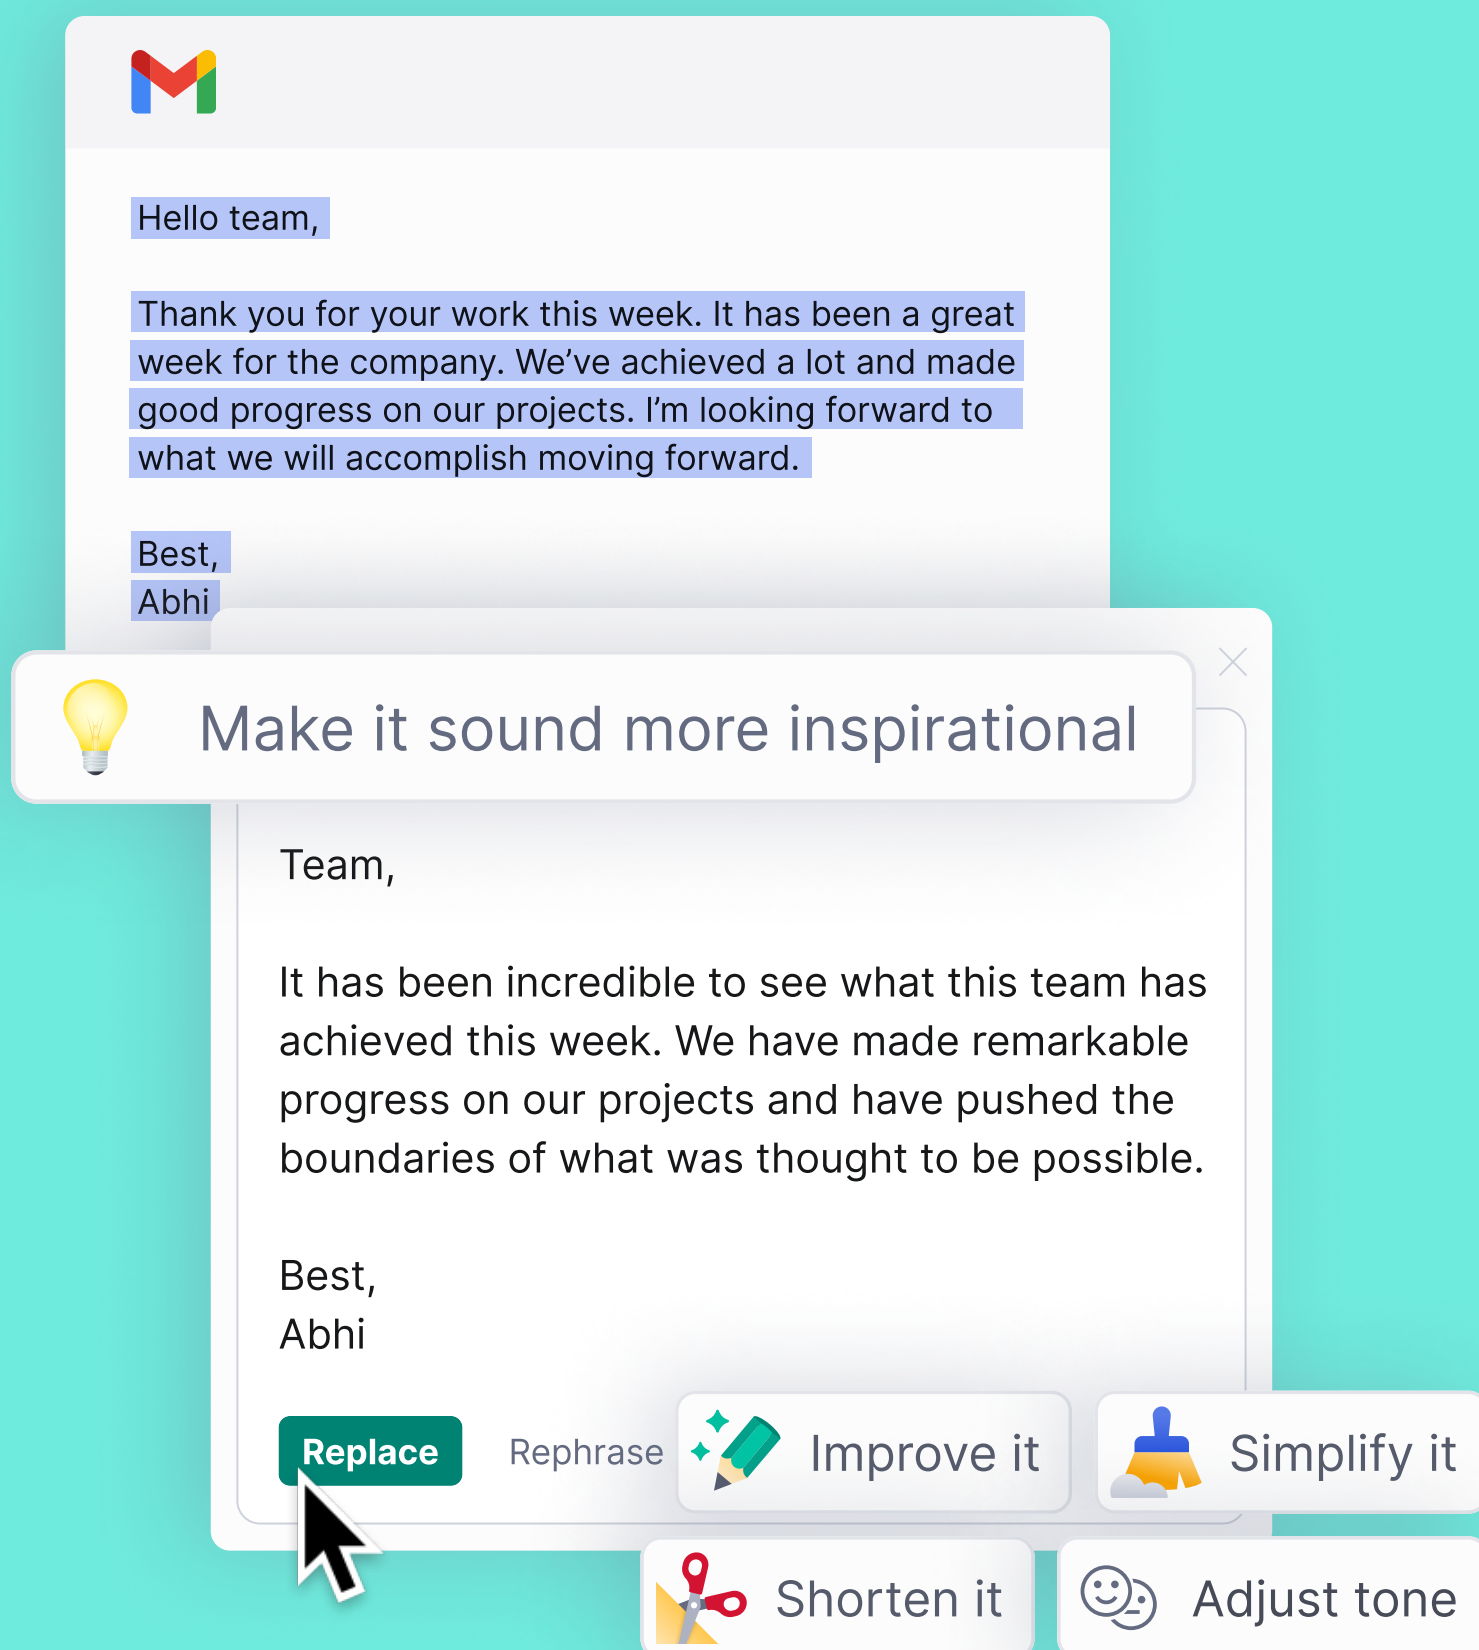 Hello team,
Thank you for your work this week. It has been a great
week for the company. We’ve achieved a lot and made
good progress on our projects. I’m looking forward to
what we will accomplish moving forward.
Best,
Abhi
Make it sound more inspirational
Team,
It has been incredible to see what this team has
achieved this week. We have made remarkable
progress on our projects and have pushed the
boundaries of what was thought to be possible.
Best,
Abhi
Replace
Rephrase
Improve it
Simplify it
Shorten it
Adjust tone